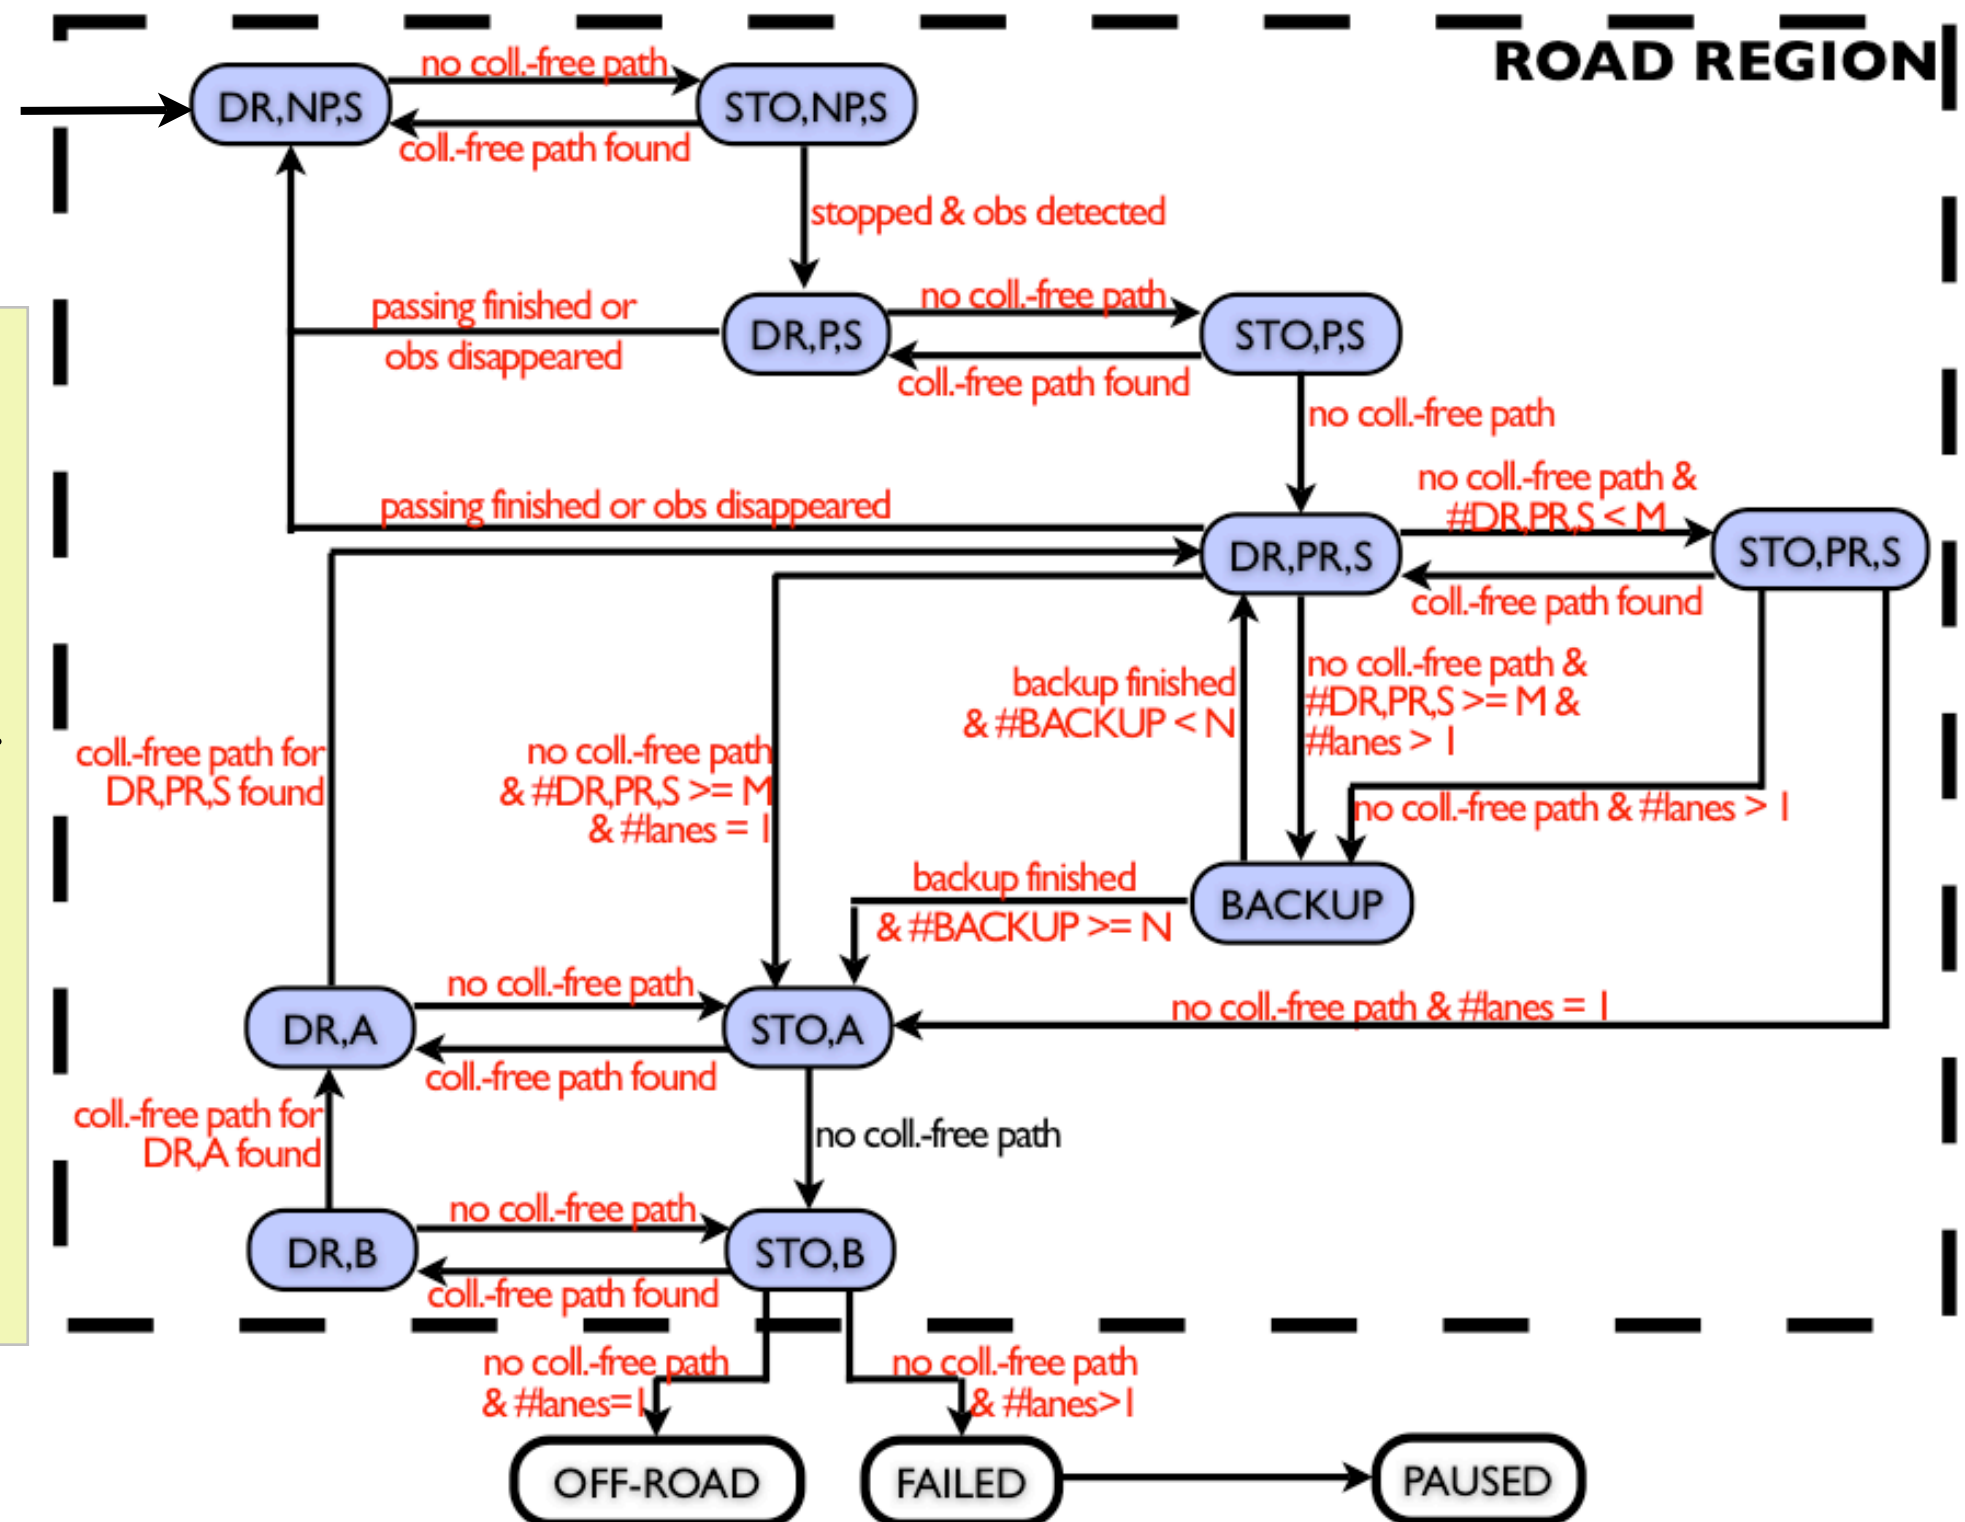 ROAD REGION
no coll.-free path
DR,NP,S
STO,NP,S
coll.-free path found
stopped & obs detected
passing finished or
obs disappeared
no coll.-free path
DR,P,S
STO,P,S
coll.-free path found
no coll.-free path
passing finished or obs disappeared
no coll.-free path &
#DR,PR,S < M
DR,PR,S
STO,PR,S
coll.-free path found
backup finished
& #BACKUP < N
no coll.-free path &
#DR,PR,S >= M &
#lanes > 1
coll.-free path for
DR,PR,S found
no coll.-free path
& #DR,PR,S >= M
& #lanes = 1
no coll.-free path & #lanes > 1
backup finished
& #BACKUP >= N
BACKUP
no coll.-free path
DR,A
STO,A
no coll.-free path & #lanes = 1
coll.-free path found
coll.-free path for
DR,A found
no coll.-free path
no coll.-free path
DR,B
STO,B
coll.-free path found
no coll.-free path
& #lanes=1
no coll.-free path
& #lanes>1
OFF-ROAD
FAILED
PAUSED